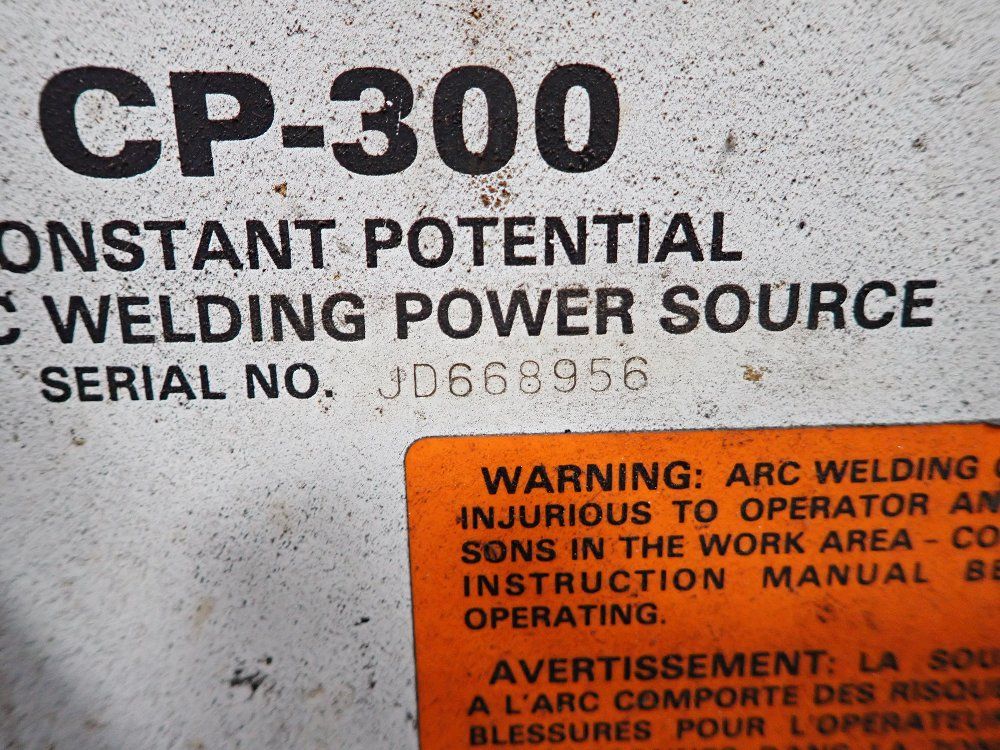 CP-300
ONSTANT POTENTIAL
C WELDING POWER SOURCE
SERIAL NO. JD668956
WARNING: ARC WELDING
INJURIOUS TO OPERATOR AN
SONS IN THE WORK AREA - CO
INSTRUCTION MANUAL BE
OPERATING.
AVERTISSEMENT: LA SOU
A L'ARC COMPORTE DES RISQU
BLESSURES POUR L'OPERATEU